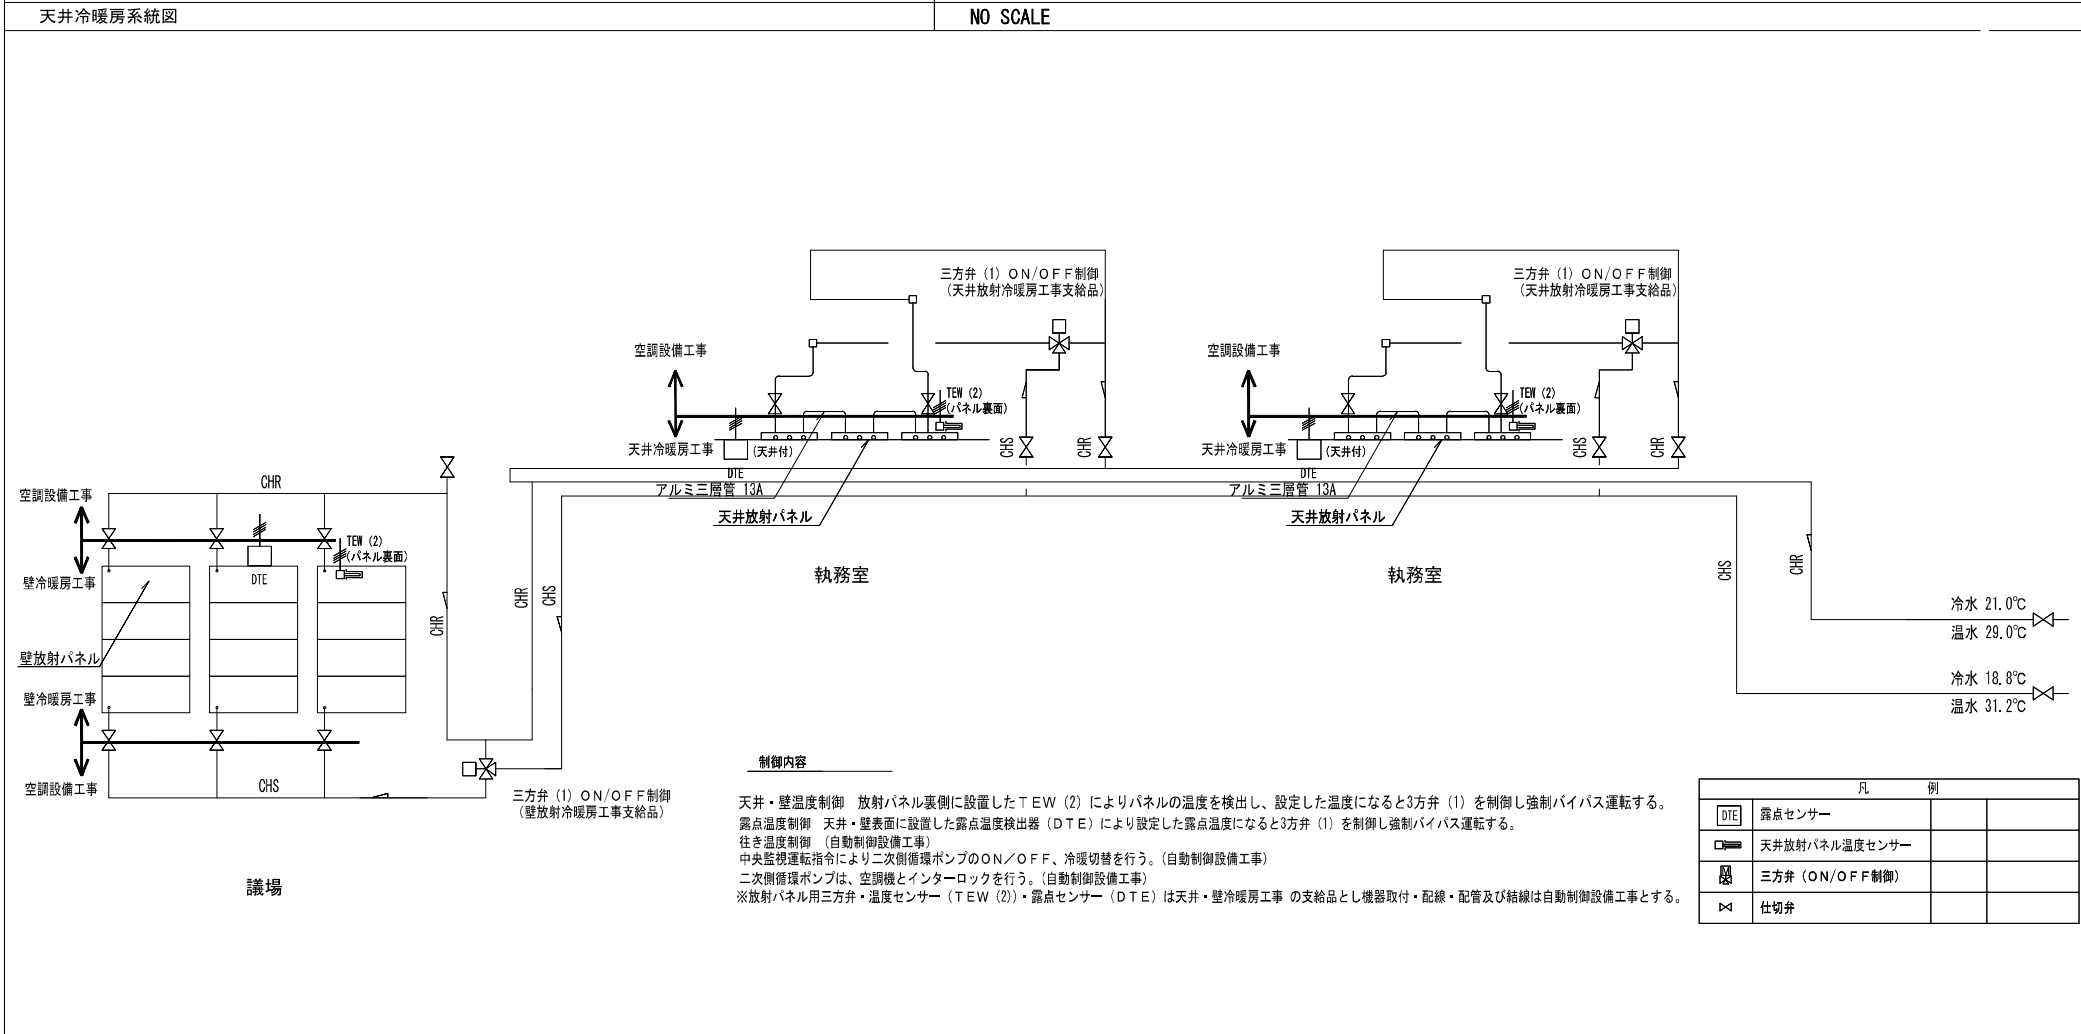 天井冷暖房系統図
NO SCALE
三方弁 (1) ＯＮ/ＯＦＦ制御
(天井放射冷暖房工事支給品)
空調設備工事
TEW (2)
(パネル裏面)
天井冷暖房工事
(天井付)
DTE
CHS
CHR
アルミ三層管 13A
天井放射パネル
執務室
三方弁 (1) ＯＮ/ＯＦＦ制御
(天井放射冷暖房工事支給品)
空調設備工事
TEW (2)
(パネル裏面)
天井冷暖房工事
(天井付)
DTE
CHS
CHR
アルミ三層管 13A
天井放射パネル
執務室
CHR
空調設備工事
TEW (2)
(パネル裏面)
壁冷暖房工事
DTE
壁放射パネル
壁冷暖房工事
空調設備工事
CHS
CHR
CHR
CHS
三方弁 (1) ＯＮ/ＯＦＦ制御
(壁放射冷暖房工事支給品)
議場
CHS
CHR
冷水 21.0℃
温水 29.0℃
冷水 18.8℃
温水 31.2℃
制御内容
天井・壁温度制御　放射パネル裏側に設置したＴＥＷ (2) によりパネルの温度を検出し、設定した温度になると3方弁 (1) を制御し強制バイパス運転する。
露点温度制御　天井・壁表面に設置した露点温度検出器 (ＤＴＥ) により設定した露点温度になると3方弁 (1) を制御し強制バイパス運転する。
往き温度制御　(自動制御設備工事)
中央監視運転指令により二次側循環ポンプのＯＮ／ＯＦＦ、冷暖切替を行う。(自動制御設備工事)
二次側循環ポンプは、空調機とインターロックを行う。(自動制御設備工事)
※放射パネル用三方弁・温度センサー (ＴＥＷ (2))・露点センサー (ＤＴＥ) は天井・壁冷暖房工事 の支給品とし機器取付・配線・配管及び結線は自動制御設備工事とする。
凡　例
DTE 露点センサー
天井放射パネル温度センサー
三方弁 (ＯＮ/ＯＦＦ制御)
仕切弁